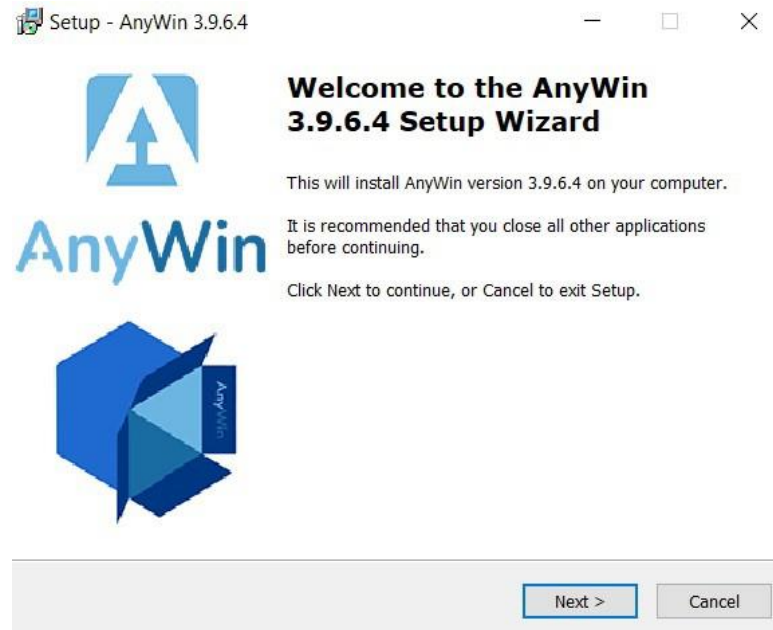 Setup - AnyWin 3.9.6.4
AnyWin
Welcome to the AnyWin
3.9.6.4 Setup Wizard
This will install AnyWin version 3.9.6.4 on your computer.
It is recommended that you close all other applications
before continuing.
Click Next to continue, or Cancel to exit Setup.
AnyWin
Next >
Cancel